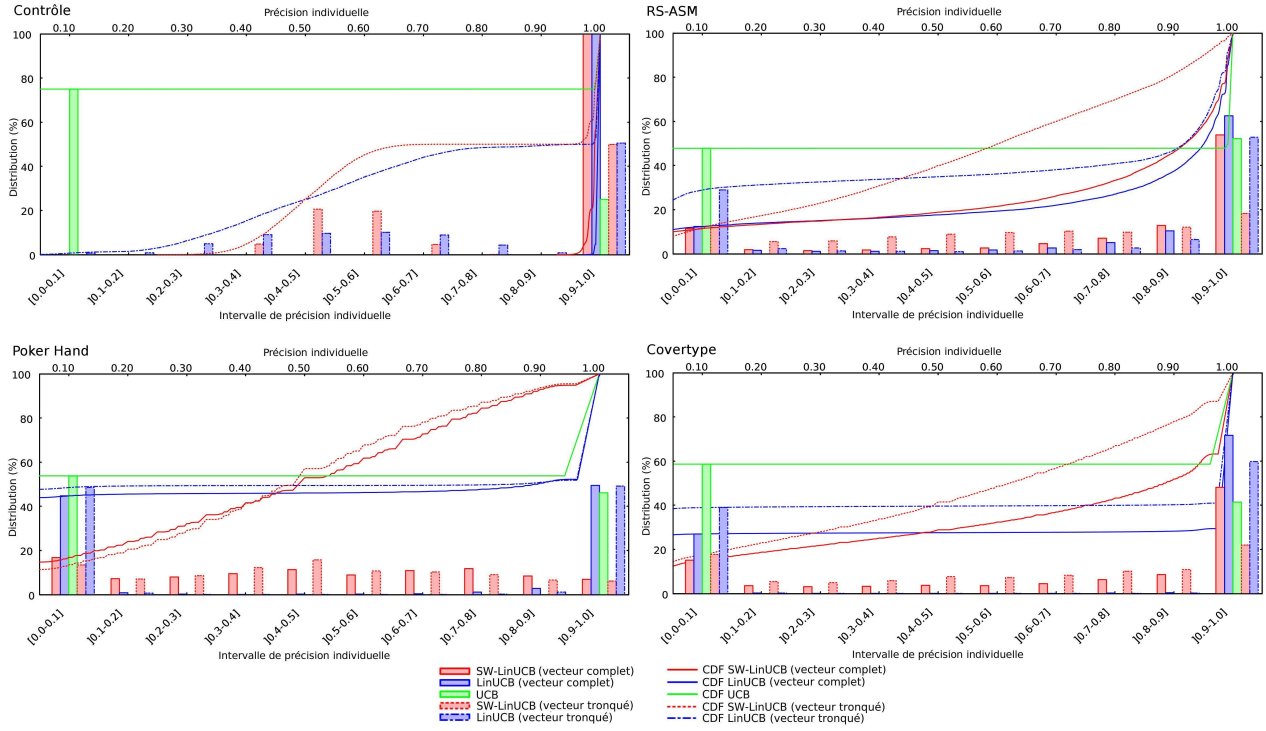 Contrôle
Précision individuelle
0.10 0.20 0.30 0.40 0.50 0.60 0.70 0.80 0.90 1.00
Distribution (%)
100
80
60
40
20
0
[0.0-0.1] ]0.1-0.2] ]0.2-0.3] ]0.3-0.4] ]0.4-0.5] ]0.5-0.6] ]0.6-0.7] ]0.7-0.8] ]0.8-0.9] ]0.9-1.0]
Intervalle de précision individuelle
RS-ASM
Précision individuelle
0.10 0.20 0.30 0.40 0.50 0.60 0.70 0.80 0.90 1.00
Distribution (%)
100
80
60
40
20
0
[0.0-0.1] ]0.1-0.2] ]0.2-0.3] ]0.3-0.4] ]0.4-0.5] ]0.5-0.6] ]0.6-0.7] ]0.7-0.8] ]0.8-0.9] ]0.9-1.0]
Intervalle de précision individuelle
Poker Hand
Précision individuelle
0.10 0.20 0.30 0.40 0.50 0.60 0.70 0.80 0.90 1.00
Distribution (%)
100
80
60
40
20
0
[0.0-0.1] ]0.1-0.2] ]0.2-0.3] ]0.3-0.4] ]0.4-0.5] ]0.5-0.6] ]0.6-0.7] ]0.7-0.8] ]0.8-0.9] ]0.9-1.0]
Intervalle de précision individuelle
Covertype
Précision individuelle
0.10 0.20 0.30 0.40 0.50 0.60 0.70 0.80 0.90 1.00
Distribution (%)
100
80
60
40
20
0
[0.0-0.1] ]0.1-0.2] ]0.2-0.3] ]0.3-0.4] ]0.4-0.5] ]0.5-0.6] ]0.6-0.7] ]0.7-0.8] ]0.8-0.9] ]0.9-1.0]
Intervalle de précision individuelle
SW-LinUCB (vecteur complet)
LinUCB (vecteur complet)
UCB
SW-LinUCB (vecteur tronqué)
LinUCB (vecteur tronqué)
CDF SW-LinUCB (vecteur complet)
CDF LinUCB (vecteur complet)
CDF UCB
CDF SW-LinUCB (vecteur tronqué)
CDF LinUCB (vecteur tronqué)